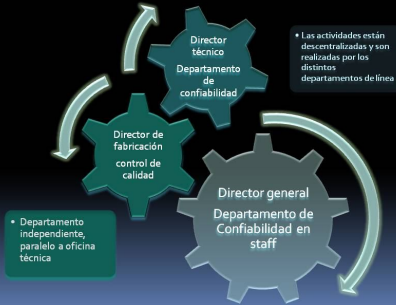 Director
técnico
Departamento
de
confiabilidad
• Las actividades están
descentralizadas y son
realizadas por los
distintos
departamentos de línea
Director de
fabricación
control de
calidad
• Departamento
independiente,
paralelo a oficina
técnica
Director general
Departamento de
Confiabilidad en
staff